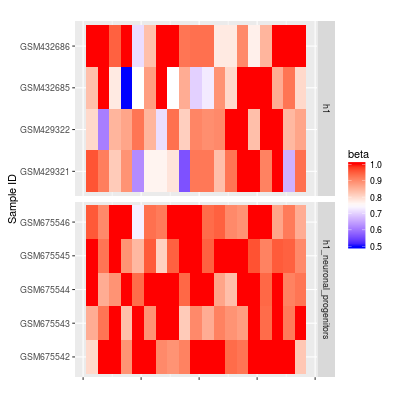 GSM432686
GSM432685
GSM429322
GSM429321
h1
GSM675546
GSM675545
GSM675544
GSM675543
GSM675542
h1_neuronal_progenitors
Sample ID
beta
1.0
0.9
0.8
0.7
0.6
0.5